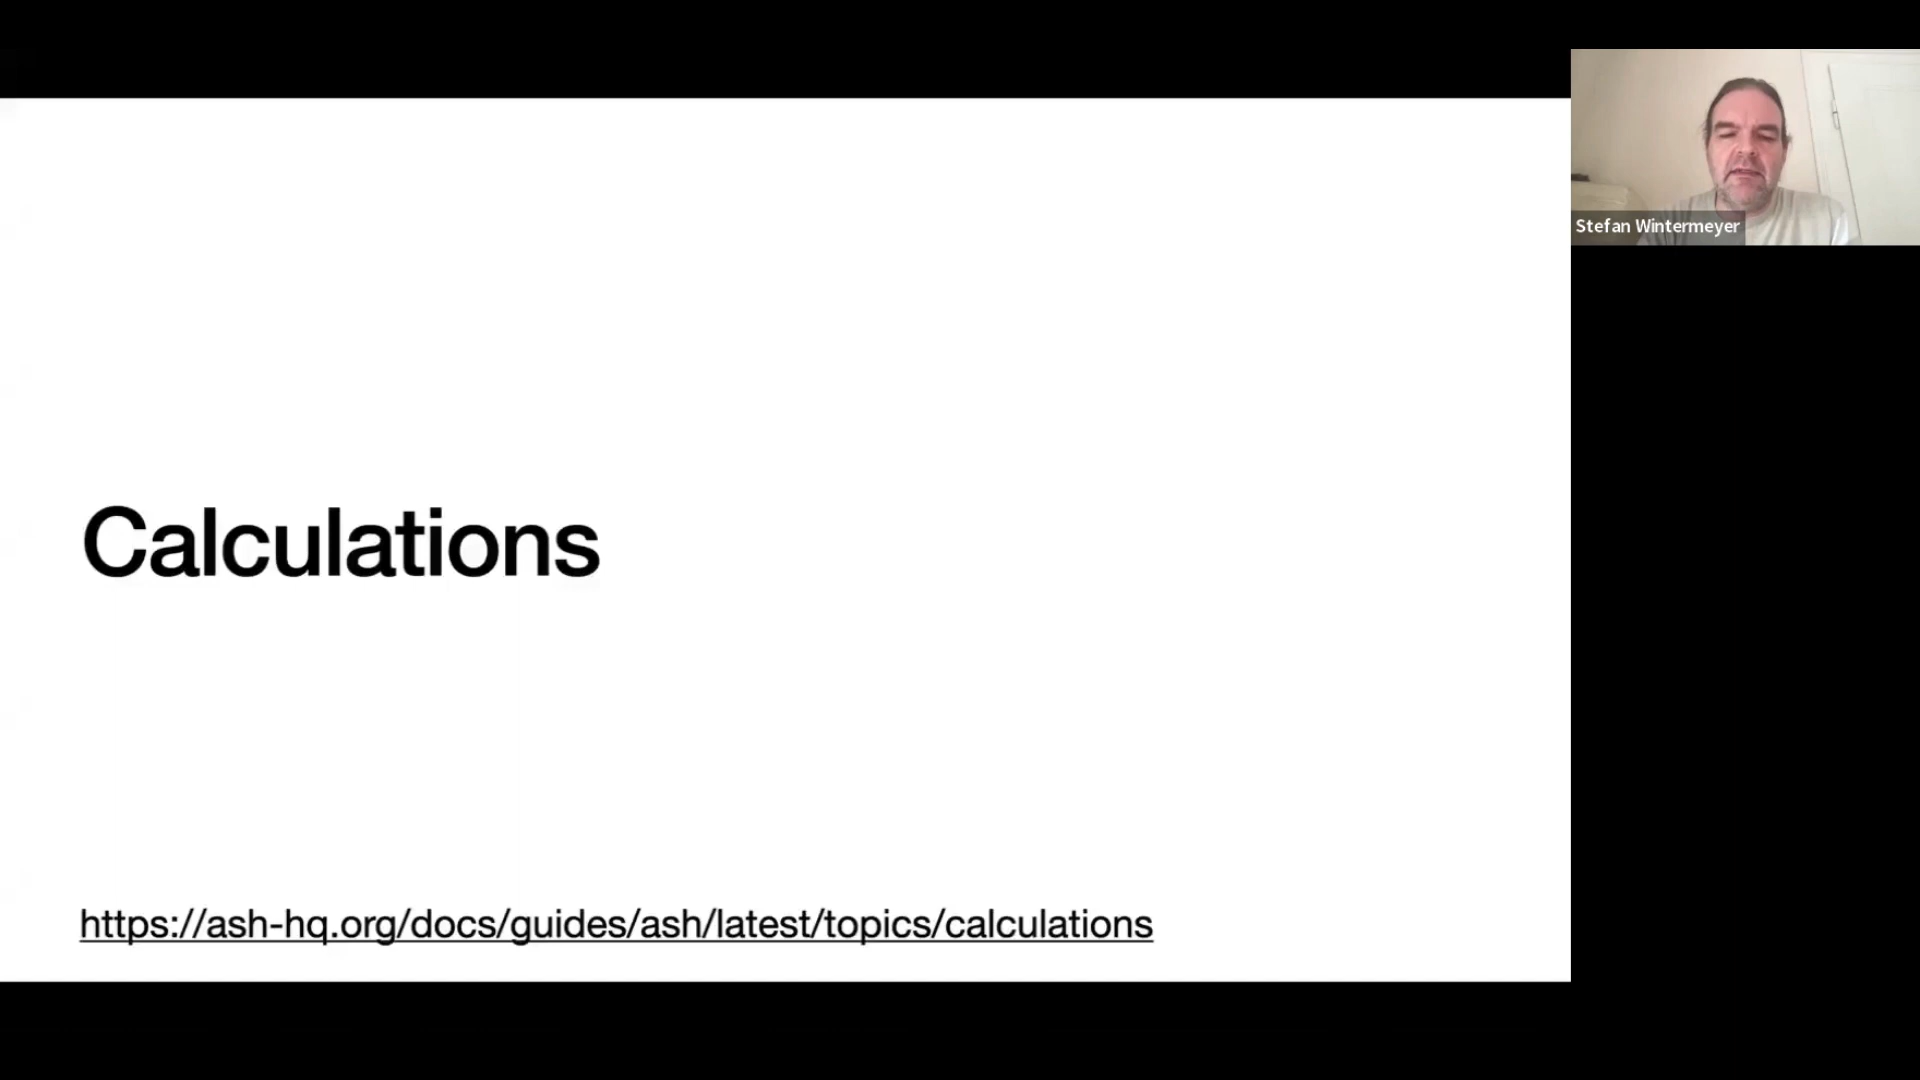 Stefan Wintermeyer
Calculations
https://ash-hq.org/docs/guides/ash/latest/topics/calculations